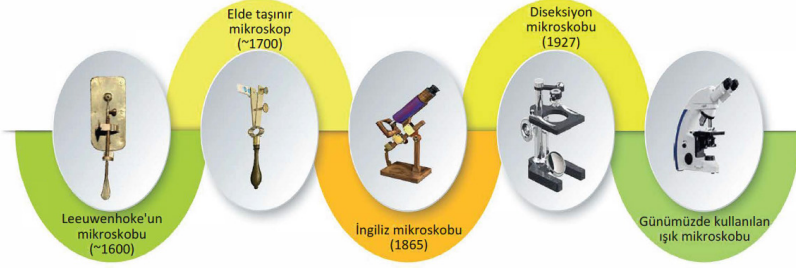 Elde taşınır
mikroskop
(~1700)
Diseksiyon
mikroskobu
(1927)
Leeuwenhoke'un
mikroskobu
(~1600)
İngiliz mikroskobu
(1865)
Günümüzde kullanılan
ışık mikroskobu